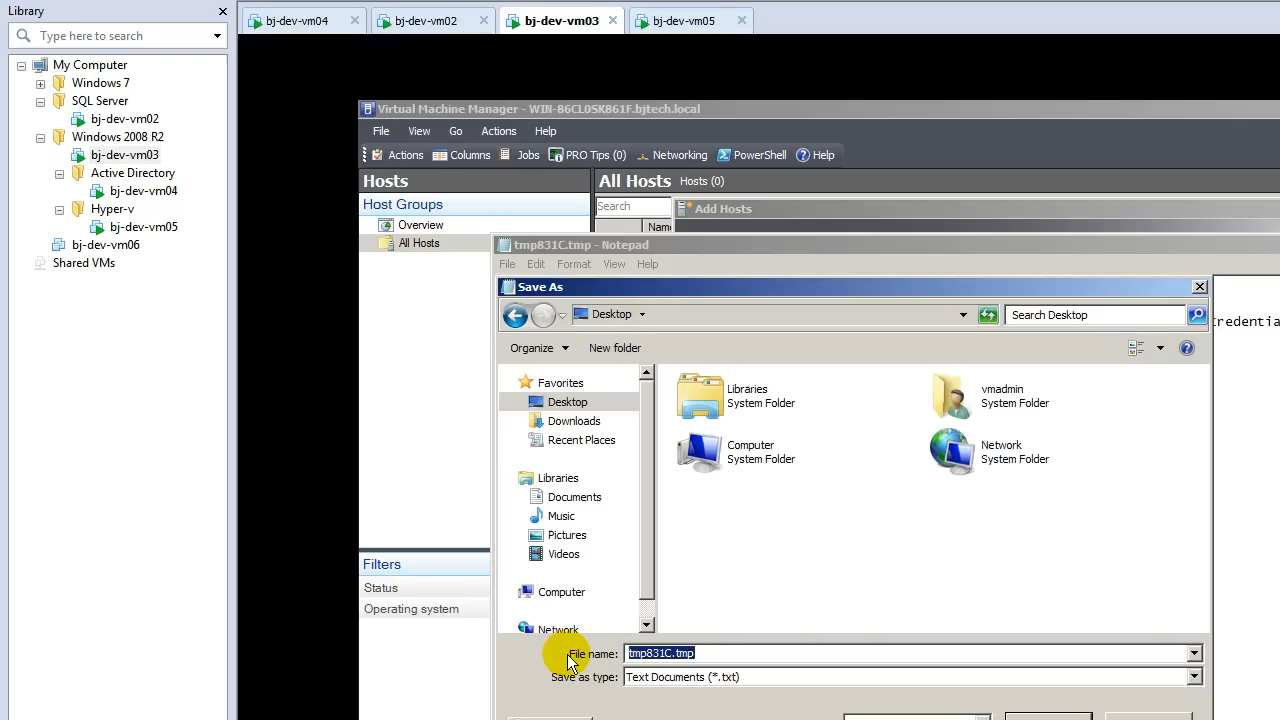 Library
Type here to search
My Computer
Windows 7
SQL Server
bj-dev-vm02
Windows 2008 R2
bj-dev-vm03
Active Directory
bj-dev-vm04
Hyper-v
bj-dev-vm05
bj-dev-vm06
Shared VMs
bj-dev-vm04 bj-dev-vm02 bj-dev-vm03 bj-dev-vm05
Virtual Machine Manager - WIN-86CL0SK861F.bjtech.local
File View Go Actions Help
Actions Columns Jobs PRO Tips (0) Networking PowerShell Help
Hosts
All Hosts Hosts (0)
Host Groups
Search
Add Hosts
Overview
Name
All Hosts
tmp831C.tmp - Notepad
File Edit Format View Help
Save As
Desktop
Search Desktop
credentia
Organize New folder
Favorites
Desktop
Downloads
Recent Places
Libraries
Documents
Music
Pictures
Videos
Computer
Network
Libraries
System Folder
vmadmin
System Folder
Computer
System Folder
Network
System Folder
Filters
Status
Operating system
File name: tmp831C.tmp
Save as type: Text Documents (*.txt)